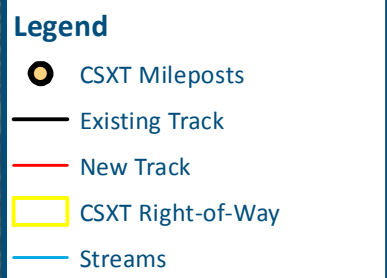 Legend
CSXT Mileposts
Existing Track
New Track
CSXT Right-of-Way
Streams